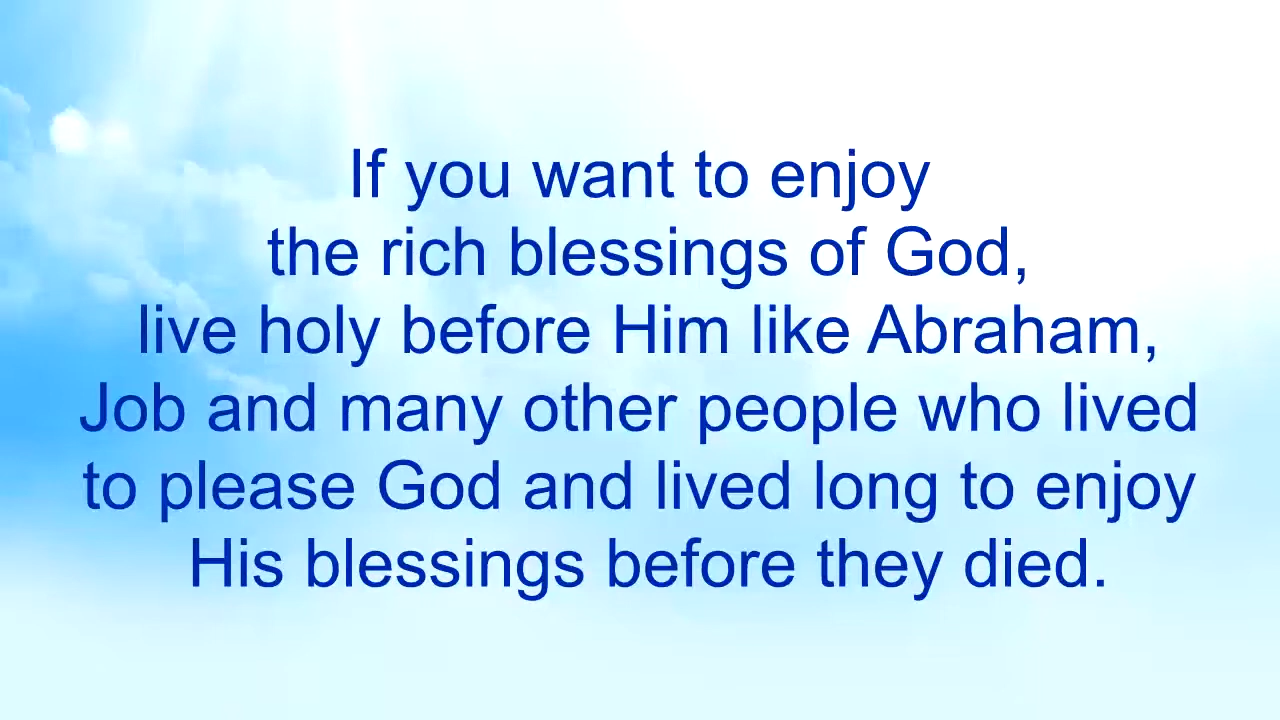 If you want to enjoy
the rich blessings of God,
live holy before Him like Abraham,
Job and many other people who lived
to please God and lived long to enjoy
His blessings before they died.